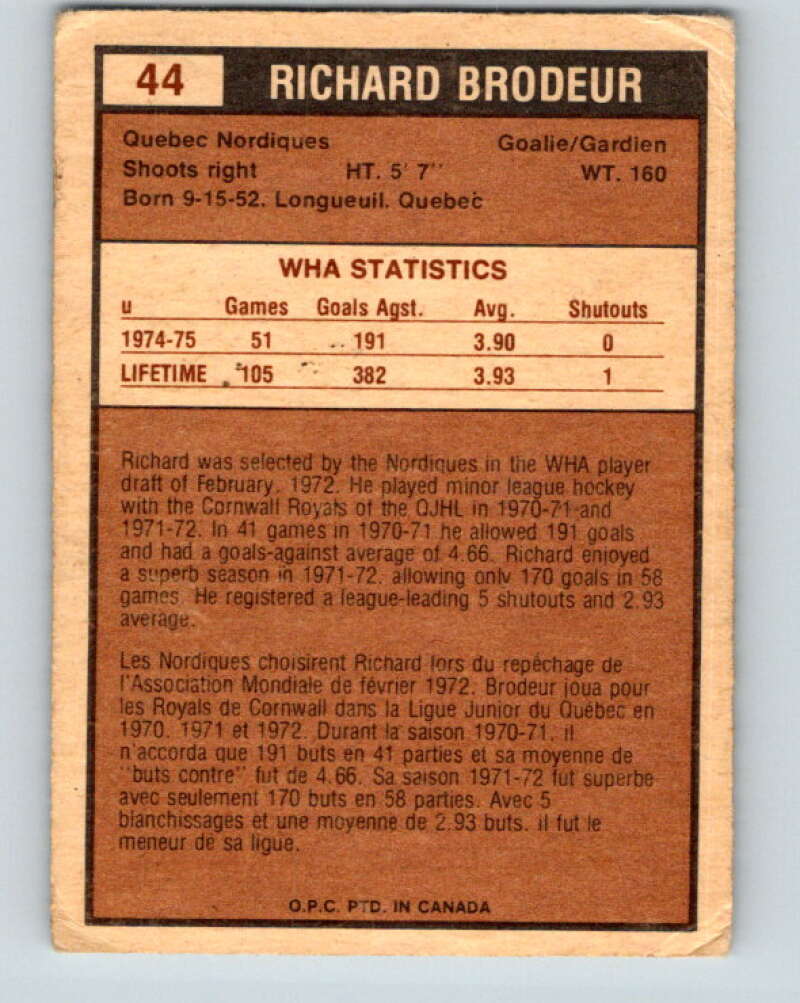 44 RICHARD BRODEUR
Quebec Nordiques Goalie/Gardien
Shoots right HT. 5' 7'' WT. 160
Born 9-15-52. Longueuil. Quebec
WHA STATISTICS
u Games Goals Agst. Avg. Shutouts
1974-75 51 191 3.90 0
LIFETIME 105 382 3.93 1
Richard was selected by the Nordiques in the WHA player
draft of February, 1972. He played minor league hockey
with the Cornwall Royals of the QJHL in 1970-71 and
1971-72. In 41 games in 1970-71 he allowed 191 goals
and had a goals-against average of 4.66. Richard enjoyed
a superb season in 1971-72, allowing only 170 goals in 58
games. He registered a league-leading 5 shutouts and 2.93
average.
Les Nordiques choisirent Richard lors du repêchage de
l'Association Mondiale de février 1972. Brodeur joua pour
les Royals de Cornwall dans la Ligue Junior du Québec en
1970, 1971 et 1972. Durant la saison 1970-71, il
n'accorda que 191 buts en 41 parties et sa moyenne de
"buts contre" fut de 4.66. Sa saison 1971-72 fut superbe
avec seulement 170 buts en 58 parties. Avec 5
blanchissages et une moyenne de 2.93 buts, il fut le
meneur de sa ligue.
O.P.C. PTD. IN CANADA